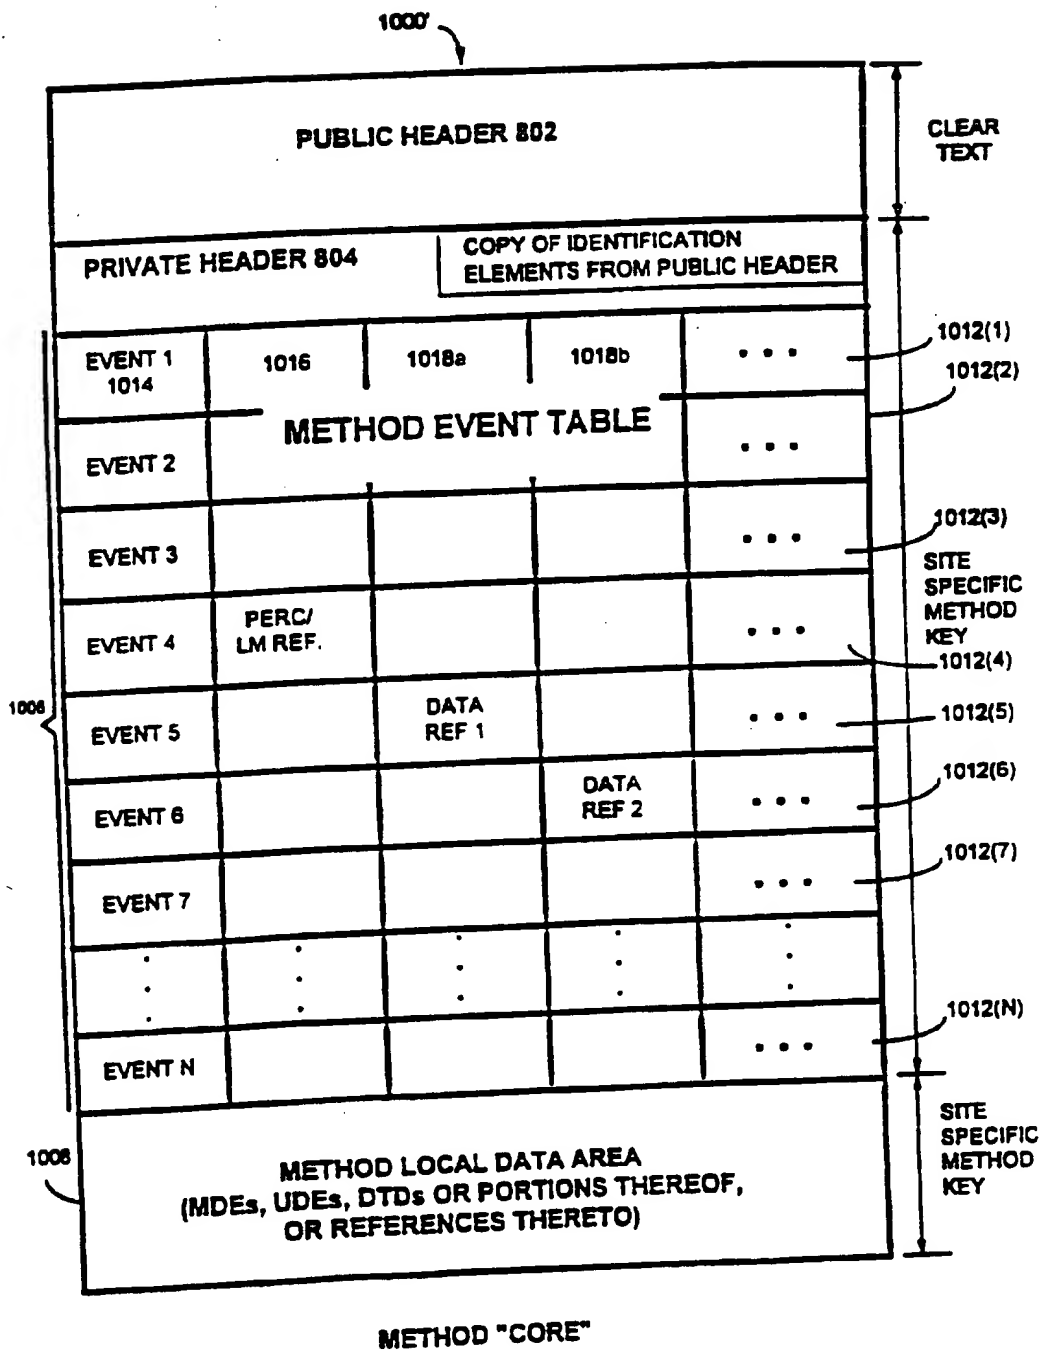 1000'
PUBLIC HEADER 802
CLEAR
TEXT
PRIVATE HEADER 804
COPY OF IDENTIFICATION
ELEMENTS FROM PUBLIC HEADER
EVENT 1
1014
1016
1018a
1018b
• • •
1012(1)
1012(2)
METHOD EVENT TABLE
EVENT 2
• • •
EVENT 3
• • •
1012(3)
SITE
SPECIFIC
METHOD
KEY
EVENT 4
PERC/
LM REF.
• • •
1012(4)
1006
EVENT 5
DATA
REF 1
• • •
1012(5)
EVENT 6
DATA
REF 2
• • •
1012(6)
EVENT 7
• • •
1012(7)
EVENT N
• • •
1012(N)
SITE
SPECIFIC
METHOD
KEY
1008
METHOD LOCAL DATA AREA
(MDEs, UDEs, DTDs OR PORTIONS THEREOF,
OR REFERENCES THERETO)
METHOD "CORE"